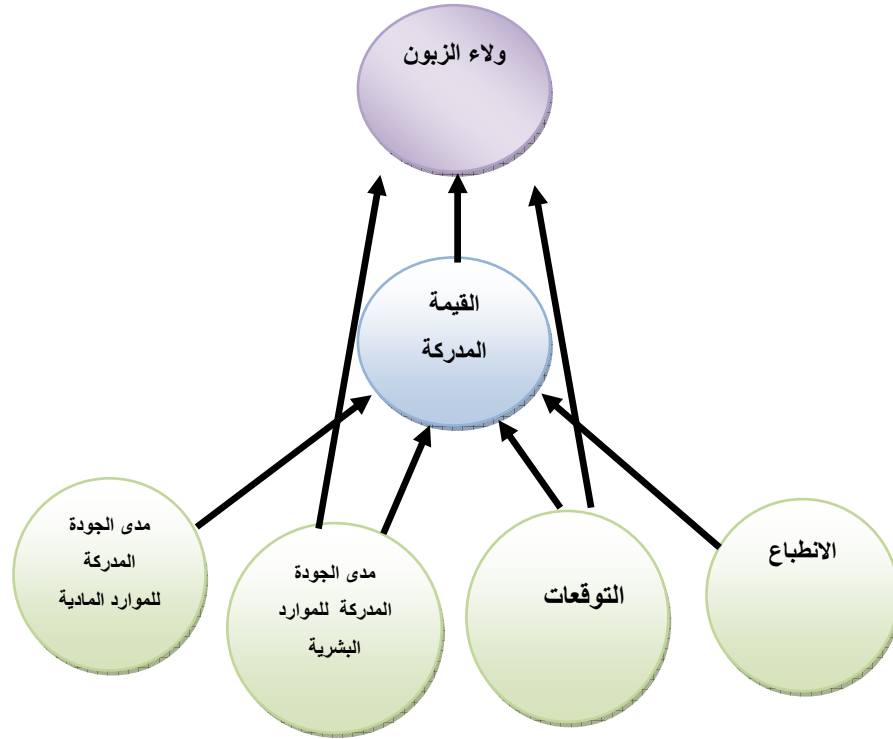 ولاء الزبون
القيمة
المدركة
الانطباع
التوقعات
مدى الجودة
المدركة للموارد
البشرية
مدى الجودة
المدركة
للموارد المادية